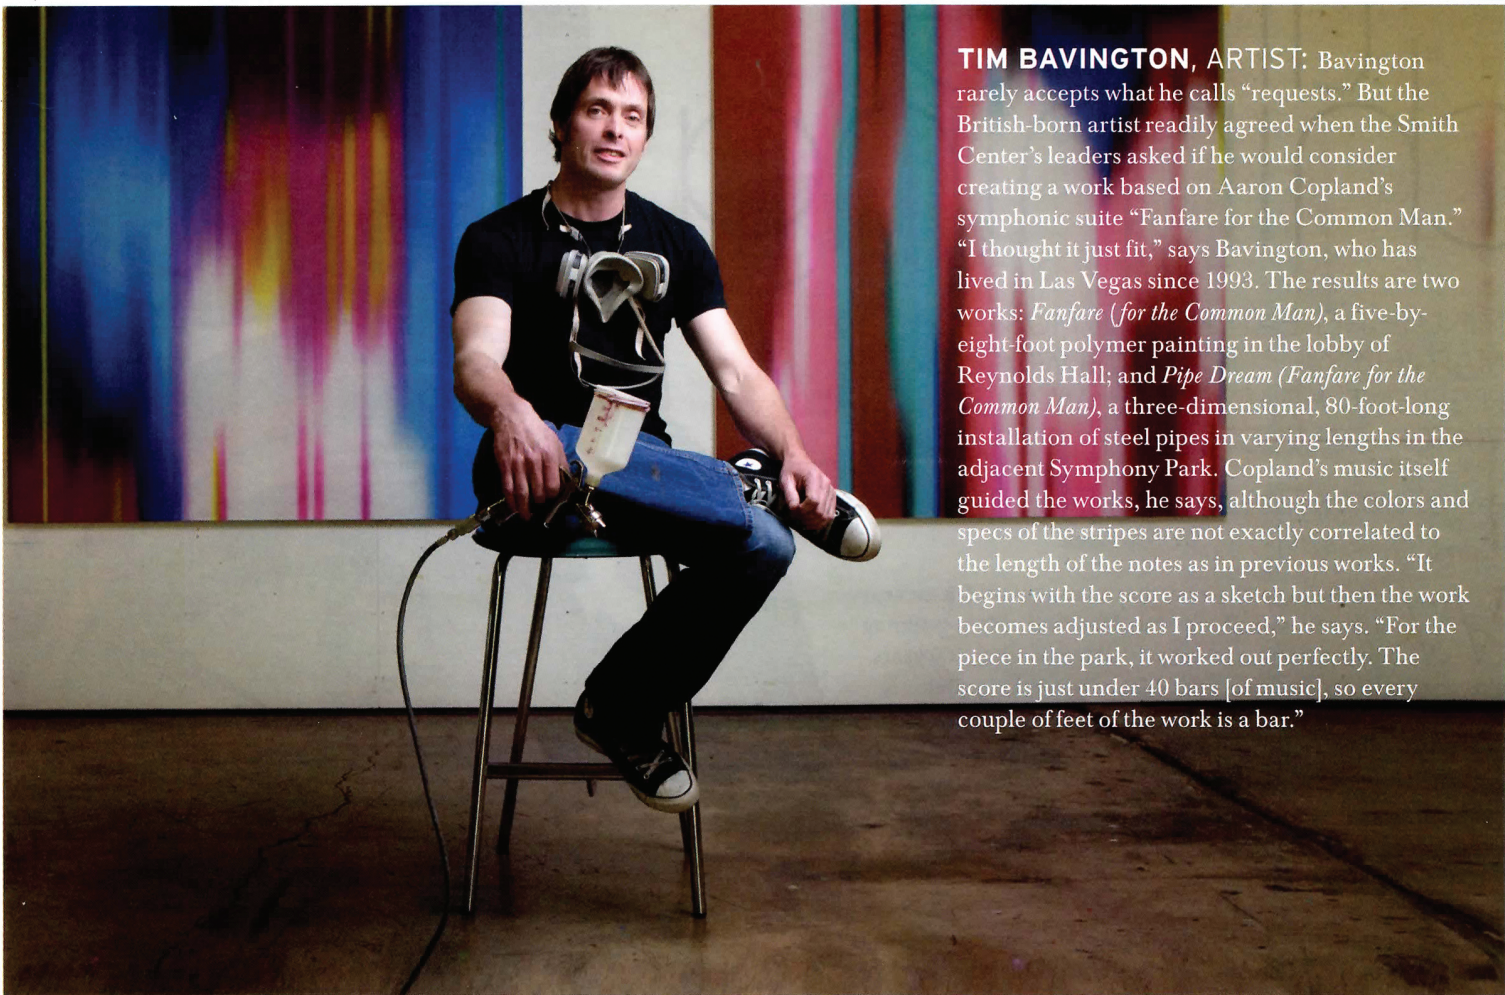 TIM BAVINGTON, ARTIST: Bavington
rarely accepts what he calls “requests.” But the
British-born artist readily agreed when the Smith
Center’s leaders asked if he would consider
creating a work based on Aaron Copland’s
symphonic suite “Fanfare for the Common Man.”
“I thought it just fit,” says Bavington, who has
lived in Las Vegas since 1993. The results are two
works: Fanfare (for the Common Man), a five-by-
eight-foot polymer painting in the lobby of
Reynolds Hall; and Pipe Dream (Fanfare for the
Common Man), a three-dimensional, 80-foot-long
installation of steel pipes in varying lengths in the
adjacent Symphony Park. Copland’s music itself
guided the works, he says, although the colors and
specs of the stripes are not exactly correlated to
the length of the notes as in previous works. “It
begins with the score as a sketch but then the work
becomes adjusted as I proceed,” he says. “For the
piece in the park, it worked out perfectly. The
score is just under 40 bars [of music], so every
couple of feet of the work is a bar.”